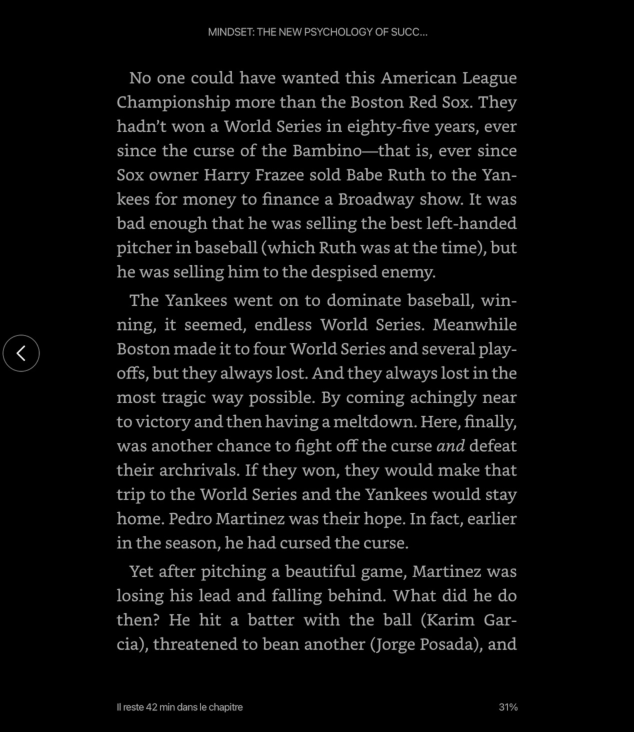 MINDSET: THE NEW PSYCHOLOGY OF SUCC...
No one could have wanted this American League
Championship more than the Boston Red Sox. They
hadn’t won a World Series in eighty-five years, ever
since the curse of the Bambino—that is, ever since
Sox owner Harry Frazee sold Babe Ruth to the Yan-
kees for money to finance a Broadway show. It was
bad enough that he was selling the best left-handed
pitcher in baseball (which Ruth was at the time), but
he was selling him to the despised enemy.
The Yankees went on to dominate baseball, win-
ning, it seemed, endless World Series. Meanwhile
Boston made it to four World Series and several play-
offs, but they always lost. And they always lost in the
most tragic way possible. By coming achingly near
to victory and then having a meltdown. Here, finally,
was another chance to fight off the curse and defeat
their archrivals. If they won, they would make that
trip to the World Series and the Yankees would stay
home. Pedro Martinez was their hope. In fact, earlier
in the season, he had cursed the curse.
Yet after pitching a beautiful game, Martinez was
losing his lead and falling behind. What did he do
then? He hit a batter with the ball (Karim Gar-
cia), threatened to bean another (Jorge Posada), and
Il reste 42 min dans le chapitre
31%